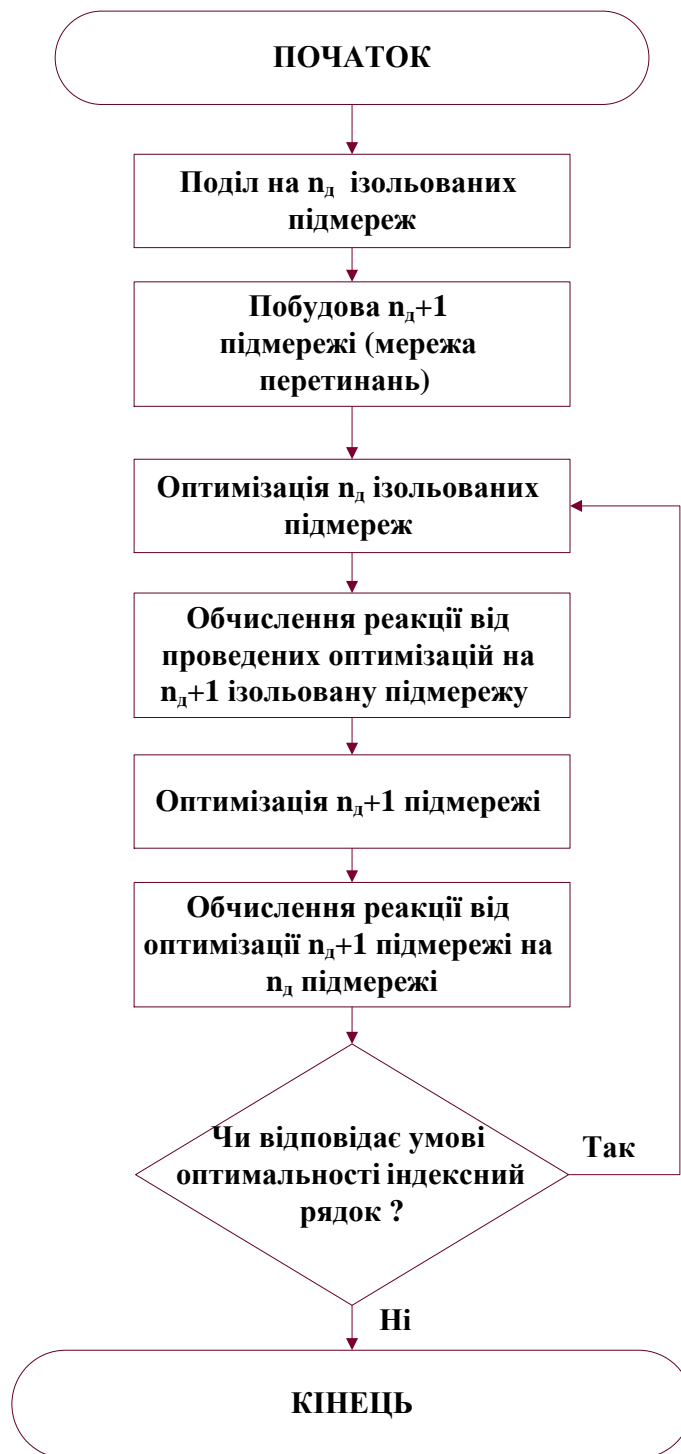 ПОЧАТОК
Поділ на nд ізольованих
підмереж
Побудова nд+1
підмережі (мережа
перетинань)
Оптимізація nд ізольованих
підмереж
Обчислення реакції від
проведених оптимізацій на
nд+1 ізольовану підмережу
Оптимізація nд+1 підмережі
Обчислення реакції від
оптимізації nд+1 підмережі на
nд підмережі
Чи відповідає умові
оптимальності індексний
рядок ?
Так
Ні
КІНЕЦЬ